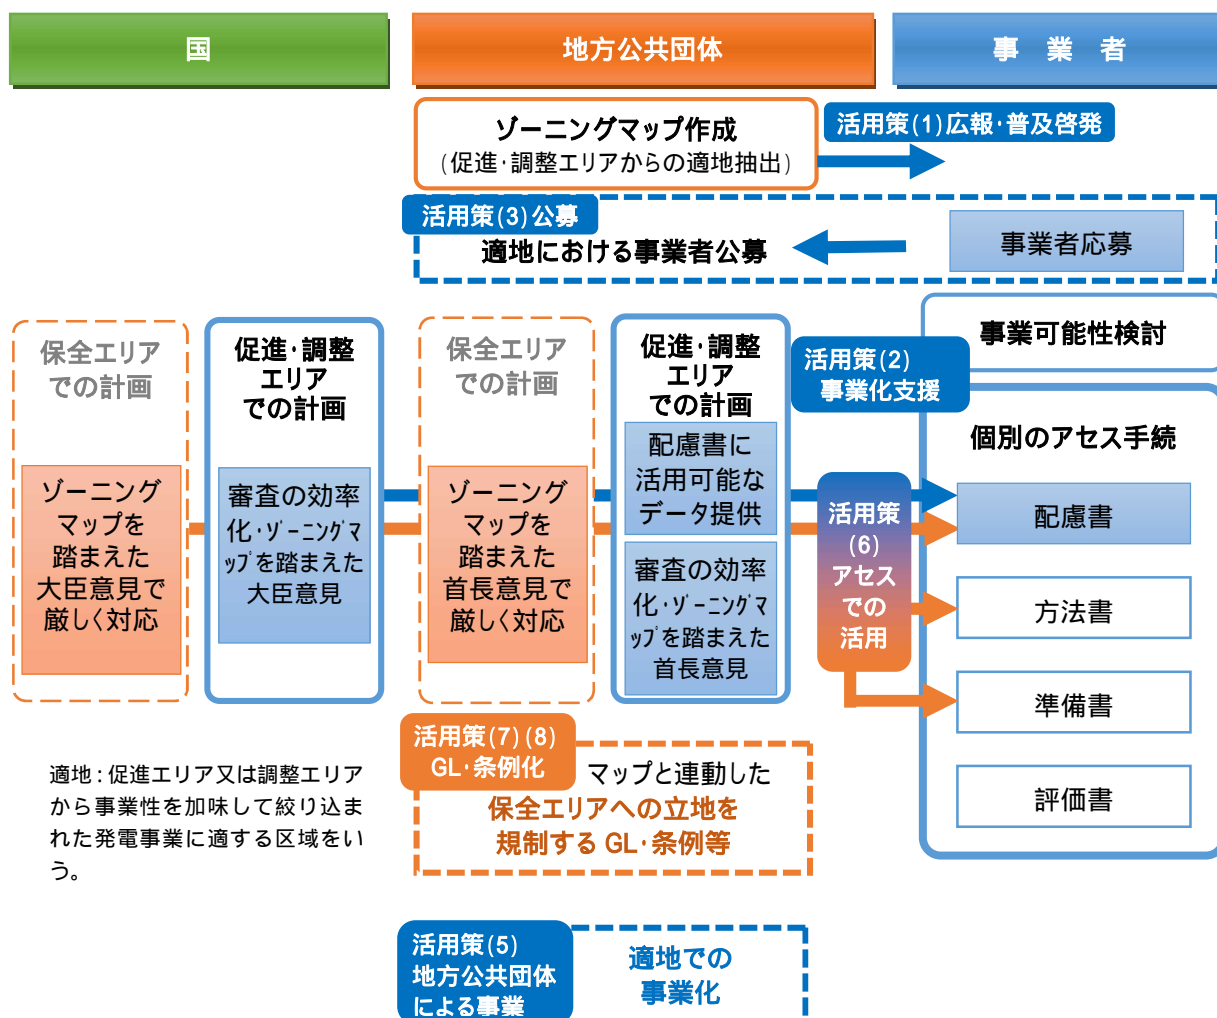 国
地方公共団体
事 業 者
ゾーニングマップ作成
(促進・調整エリアからの適地抽出)
活用策(1)広報・普及啓発
活用策(3)公募
適地における事業者公募
事業者応募
保全エリア
での計画
ゾーニング
マップを
踏まえた
大臣意見で
厳しく対応
促進・調整
エリア
での計画
審査の効率
化・ゾーニングマ
ップを踏まえた
大臣意見
保全エリア
での計画
ゾーニング
マップを
踏まえた
首長意見で
厳しく対応
促進・調整
エリア
での計画
配慮書に
活用可能な
データ提供
審査の効率
化・ゾーニングマ
ップを踏まえた
首長意見
活用策(2)
事業化支援
事業可能性検討
個別のアセス手続
活用策
(6)
アセス
での
活用
配慮書
方法書
準備書
評価書
適地:促進エリア又は調整エリア
から事業性を加味して絞り込ま
れた発電事業に適する区域をい
う。
活用策(7)(8)
GL・条例化
マップと連動した
保全エリアへの立地を
規制する GL・条例等
活用策(5)
地方公共団体
による事業
適地での
事業化